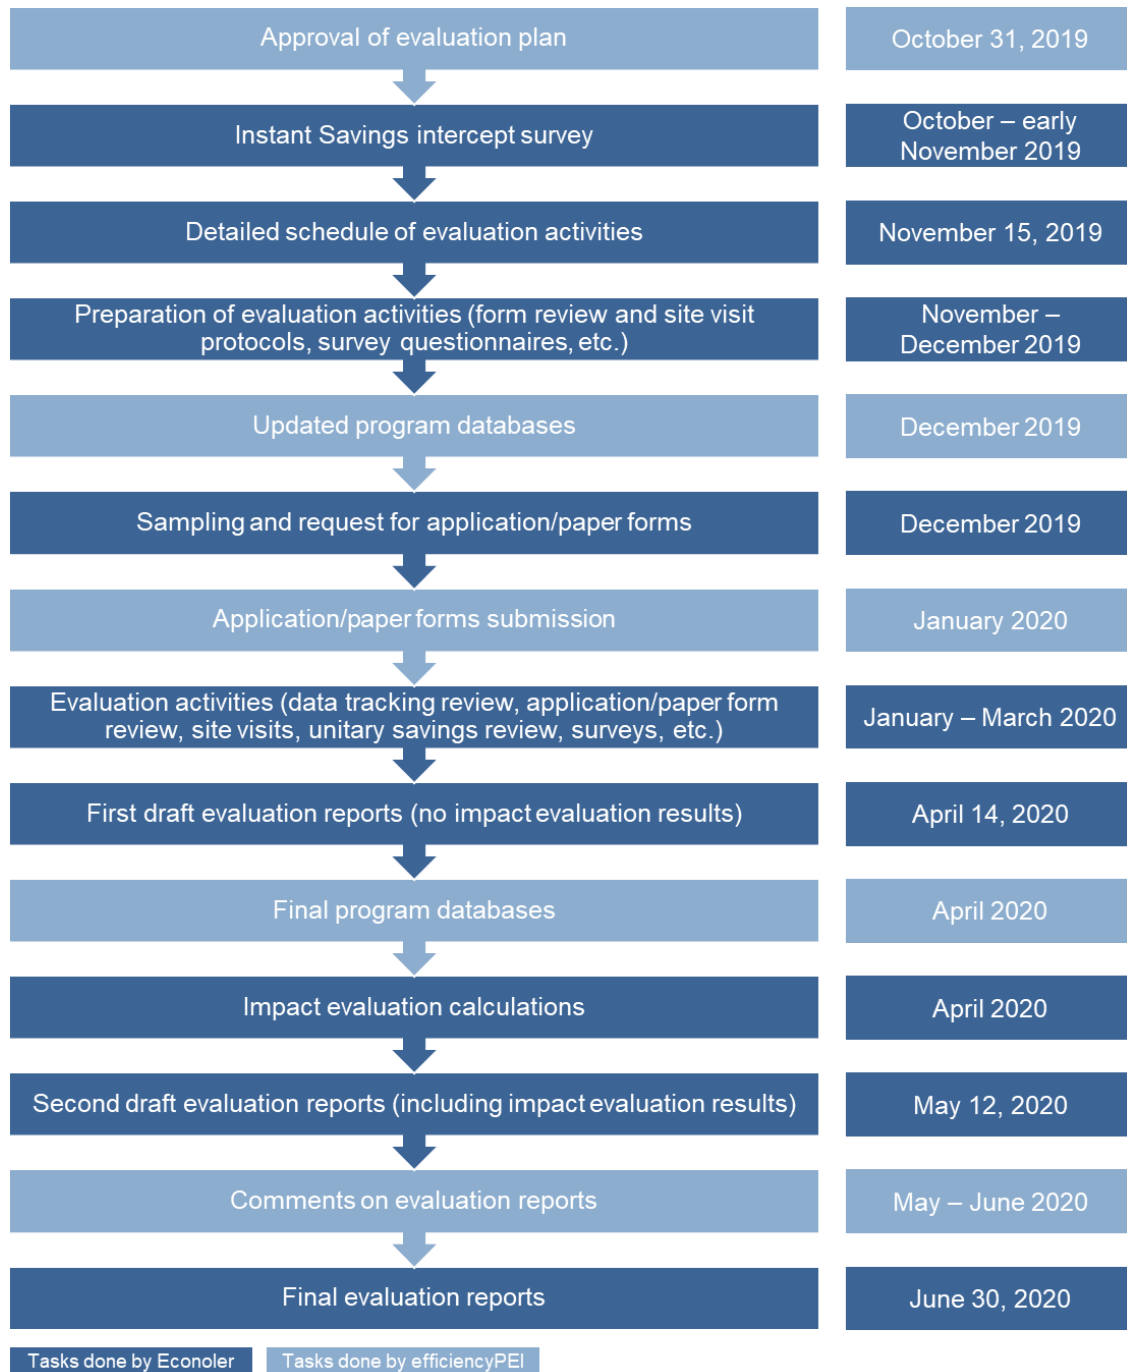 Approval of evaluation plan
October 31, 2019
Instant Savings intercept survey
October – early
November 2019
Detailed schedule of evaluation activities
November 15, 2019
Preparation of evaluation activities (form review and site visit
protocols, survey questionnaires, etc.)
November –
December 2019
Updated program databases
December 2019
Sampling and request for application/paper forms
December 2019
Application/paper forms submission
January 2020
Evaluation activities (data tracking review, application/paper form
review, site visits, unitary savings review, surveys, etc.)
January – March 2020
First draft evaluation reports (no impact evaluation results)
April 14, 2020
Final program databases
April 2020
Impact evaluation calculations
April 2020
Second draft evaluation reports (including impact evaluation results)
May 12, 2020
Comments on evaluation reports
May – June 2020
Final evaluation reports
June 30, 2020
Tasks done by Econoler
Tasks done by efficiencyPEI